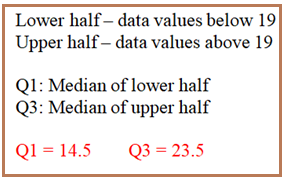 Lower half – data values below 19
Upper half – data values above 19
Q1: Median of lower half
Q3: Median of upper half
Q1 = 14.5 Q3 = 23.5